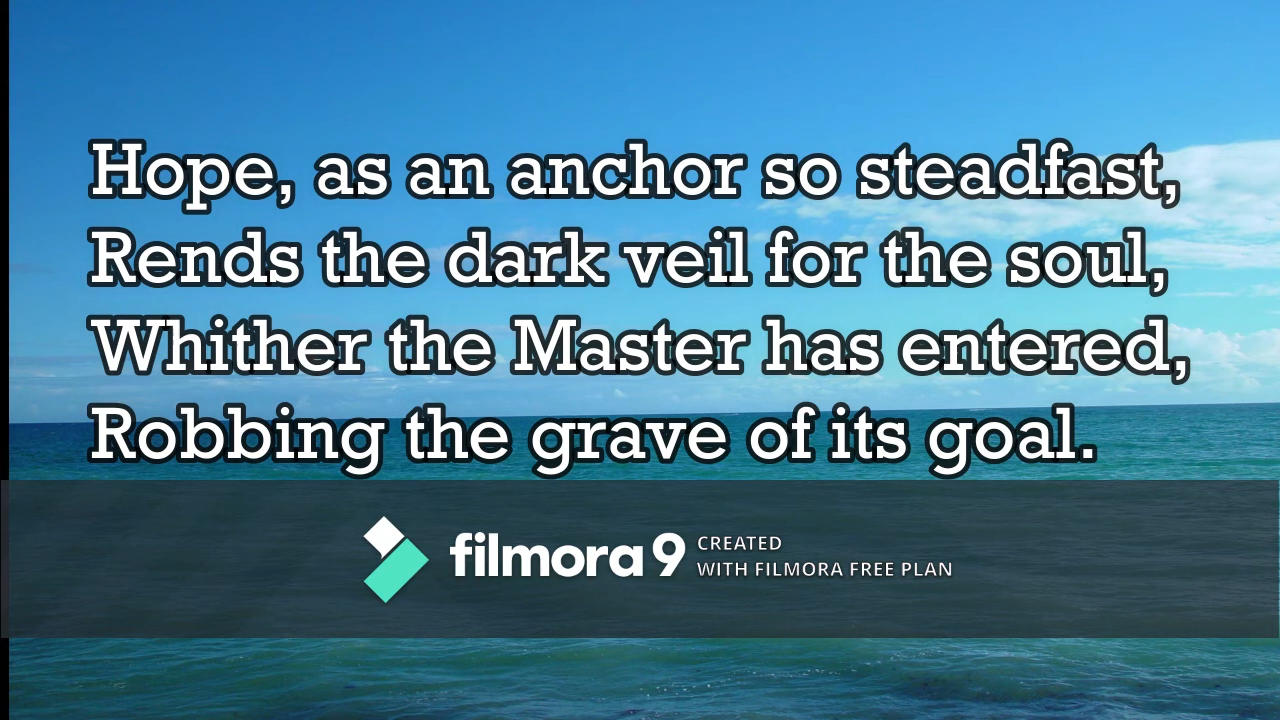 Hope, as an anchor so steadfast,
Rends the dark veil for the soul,
Whither the Master has entered,
Robbing the grave of its goal.
filmora 9
CREATED
WITH FILMORA FREE PLAN